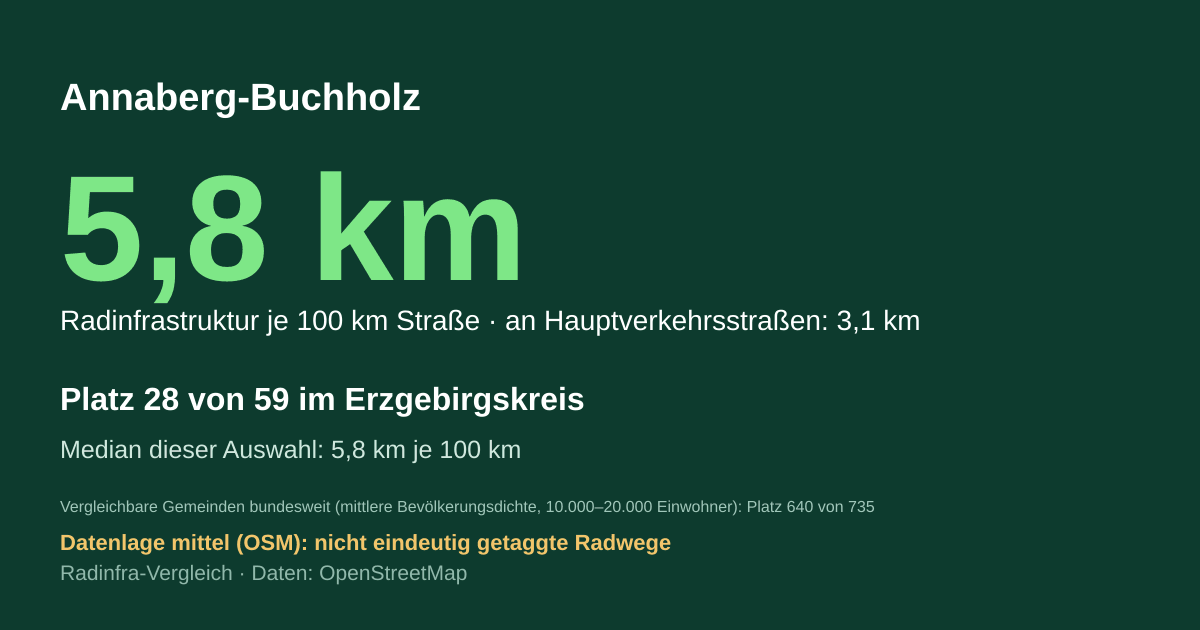 Annaberg-Buchholz
5,8 km
Radinfrastruktur je 100 km Straße · an Hauptverkehrsstraßen: 3,1 km
Platz 28 von 59 im Erzgebirgskreis
Median dieser Auswahl: 5,8 km je 100 km
Vergleichbare Gemeinden bundesweit (mittlere Bevölkerungsdichte, 10.000–20.000 Einwohner): Platz 640 von 735
Datenlage mittel (OSM): nicht eindeutig getaggte Radwege
Radinfra-Vergleich · Daten: OpenStreetMap